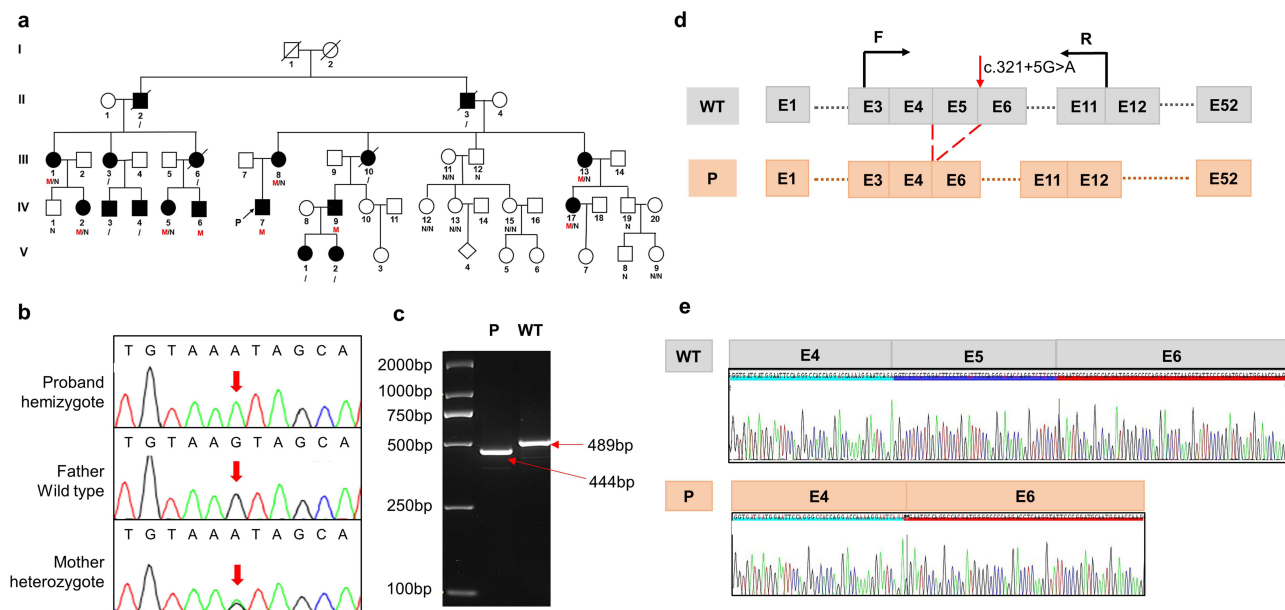 a
I
1 2
II
1 2 3 4
/ /
III
1 2 3 4 5 6 7 8 9 10 11 12 13 14
M/N / / M/N / N/N N M/N
IV
1 2 3 4 5 6 P 7 8 9 10 11 12 13 14 15 16 17 18 19 20
N M/N / / M/N M M M N/N N/N N/N M/N N
V
1 2 3 4 5 6 7 8 9
/ / N N/N
b
T G T A A A T A G C A
Proband
hemizygote
T G T A A G T A G C A
Father
Wild type
T G T A A A T A G C A
Mother
heterozygote
c
P WT
2000bp
1000bp
750bp
500bp
250bp
100bp
489bp
444bp
d
F R
c.321+5G>A
WT E1 E3 E4 E5 E6 E11 E12 E52
P E1 E3 E4 E6 E11 E12 E52
e
WT E4 E5 E6
P E4 E6